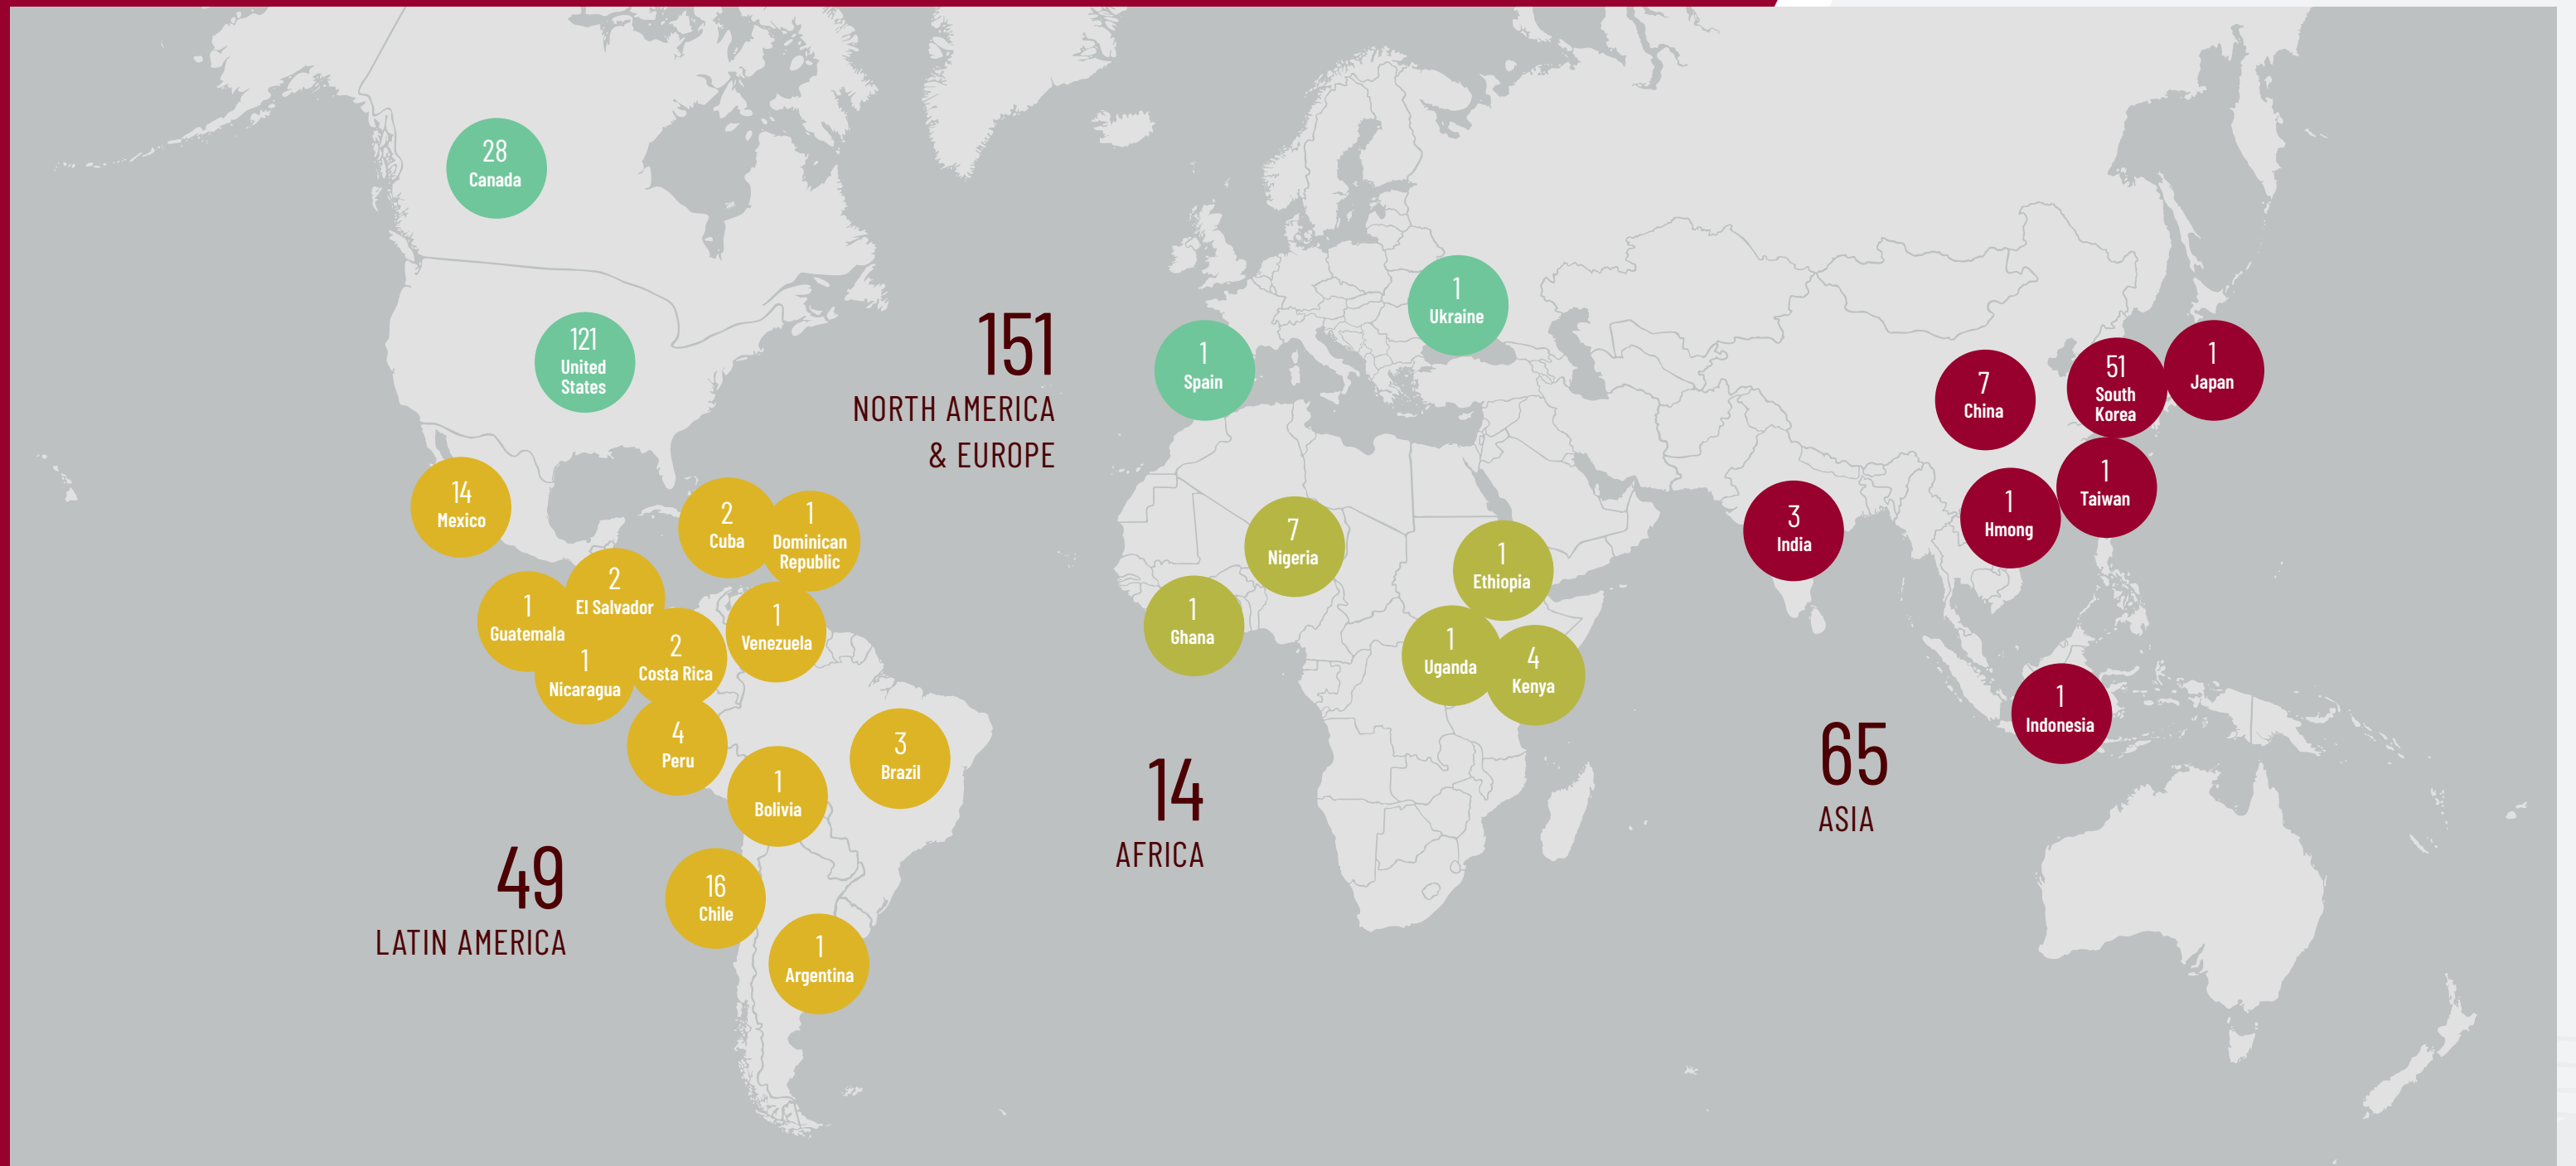 28
Canada
121
United
States
151
NORTH AMERICA
& EUROPE
1
Spain
1
Ukraine
14
Mexico
2
Cuba
1
Dominican
Republic
1
Guatemala
2
El Salvador
1
Nicaragua
2
Costa Rica
1
Venezuela
4
Peru
1
Bolivia
3
Brazil
16
Chile
1
Argentina
49
LATIN AMERICA
7
Nigeria
1
Ghana
1
Ethiopia
1
Uganda
4
Kenya
14
AFRICA
7
China
51
South
Korea
1
Japan
1
Taiwan
1
Hmong
3
India
1
Indonesia
65
ASIA